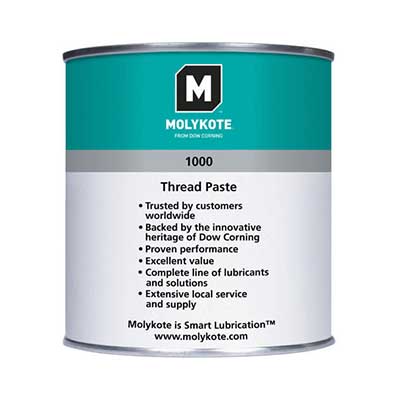 M
MOLYKOTE
FROM DOW CORNING
1000
Thread Paste
• Trusted by customers
worldwide
• Backed by the innovative
heritage of Dow Corning
• Proven performance
• Excellent value
• Complete line of lubricants
and solutions
• Extensive local service
and supply
Molykote is Smart Lubrication™
www.molykote.com